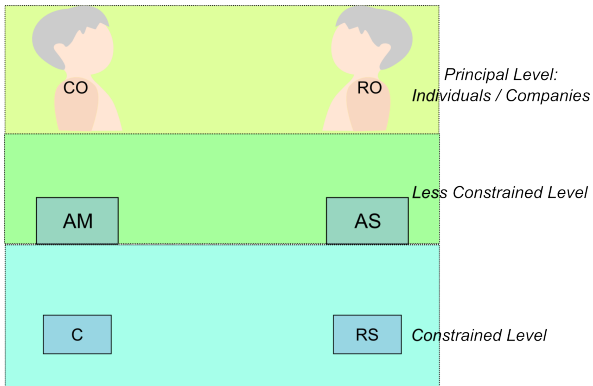 CO
RO
Principal Level:
Individuals / Companies
Less Constrained Level
AM
AS
C
RS
Constrained Level